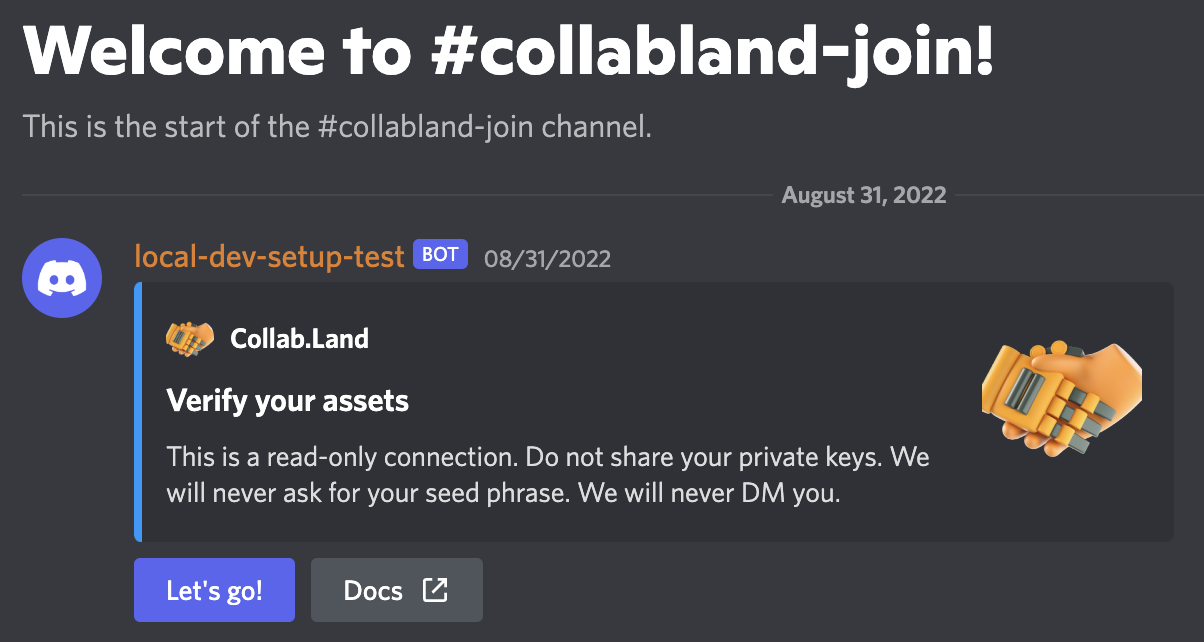 Welcome to #collabland-join!
This is the start of the #collabland-join channel.
August 31, 2022
local-dev-setup-test BOT 08/31/2022
Collab.Land
Verify your assets
This is a read-only connection. Do not share your private keys. We
will never ask for your seed phrase. We will never DM you.
Let's go! Docs